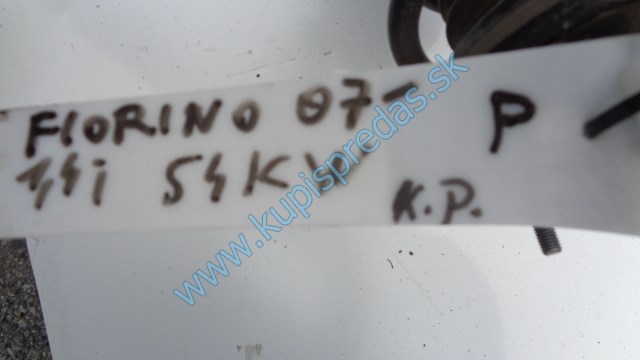 FIORINO 07- P
1,4i 54KW K.P.
www.kupispredas.sk